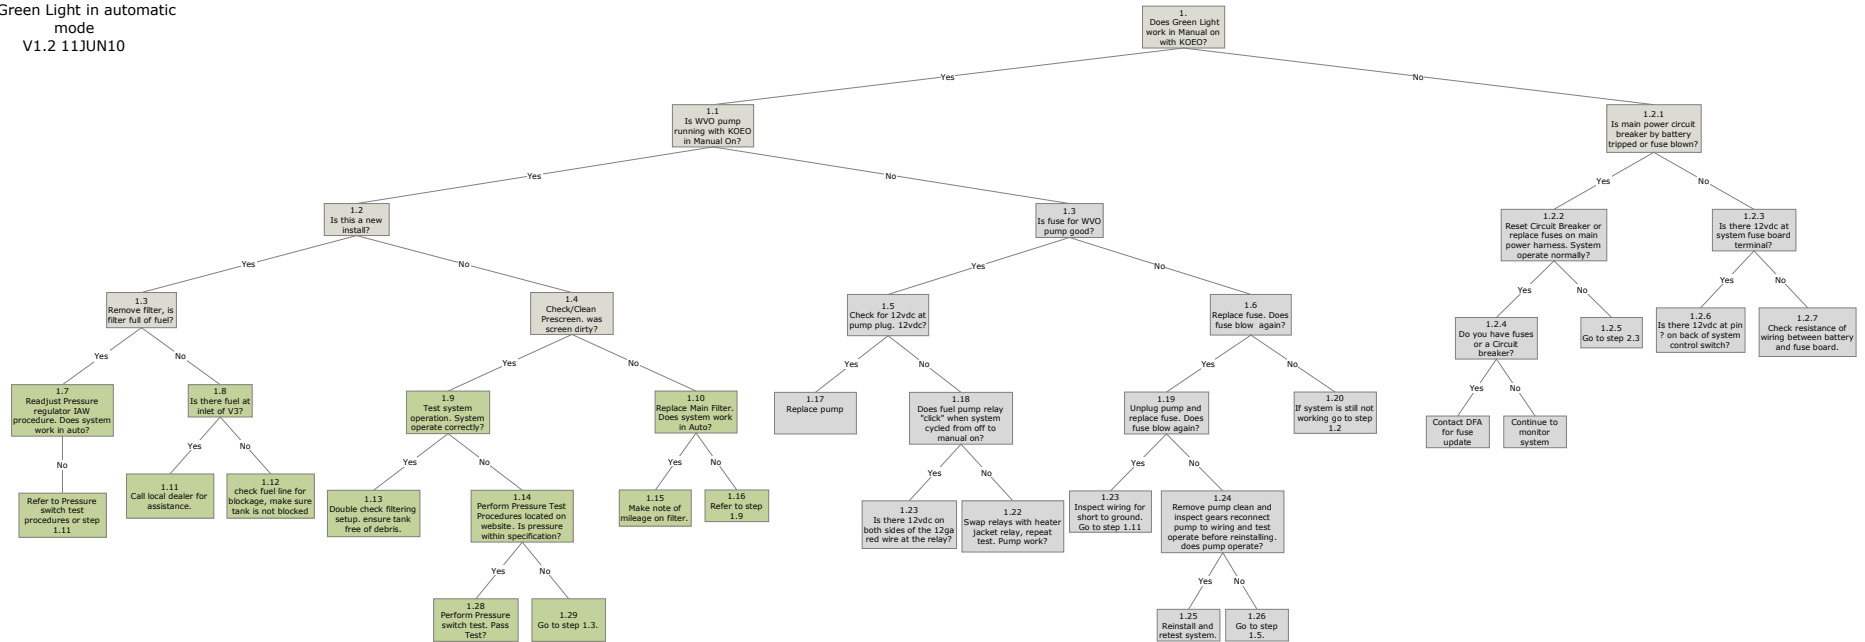 Green Light in automatic
mode
V1.2 11JUN10
1.
Does Green Light
work in Manual on
with KOEO?
Yes
No
1.1
Is WVO pump
running with KOEO
in Manual On?
1.2.1
Is main power circuit
breaker by battery
tripped or fuse blown?
Yes
No
Yes
No
1.2
Is this a new
install?
1.3
Is fuse for WVO
pump good?
1.2.2
Reset Circuit Breaker or
replace fuses on main
power harness. System
operate normally?
1.2.3
Is there 12vdc at
system fuse board
terminal?
Yes
No
Yes
No
Yes
No
Yes
No
1.3
Remove filter, is
filter full of fuel?
1.4
Check/Clean
Prescreen. was
screen dirty?
1.5
Check for 12vdc at
pump plug. 12vdc?
1.6
Replace fuse. Does
fuse blow  again?
1.2.4
Do you have fuses
or a Circuit
breaker?
1.2.5
Go to step 2.3
1.2.6
Is there 12vdc at pin
? on back of system
control switch?
1.2.7
Check resistance of
wiring between battery
and fuse board.
Yes
No
Yes
No
Yes
No
Yes
No
Yes
No
1.7
Readjust Pressure
regulator IAW
procedure. Does system
work in auto?
1.8
Is there fuel at
inlet of V3?
1.9
Test system
operation. System
operate correctly?
1.10
Replace Main Filter.
Does system work
in Auto?
1.17
Replace pump
1.18
Does fuel pump relay
"click" when system
cycled from off to
manual on?
1.19
Unplug pump and
replace fuse. Does
fuse blow again?
1.20
If system is still not
working go to step
1.2
Contact DFA
for fuse
update
Continue to
monitor
system
No
Yes
No
Yes
No
Yes
No
Yes
No
Yes
No
Refer to Pressure
switch test
procedures or step
1.11
1.11
Call local dealer for
assistance.
1.12
check fuel line for
blockage, make sure
tank is not blocked
1.13
Double check filtering
setup. ensure tank
free of debris.
1.14
Perform Pressure Test
Procedures located on
website. Is pressure
within specification?
1.15
Make note of
mileage on filter.
1.16
Refer to step
1.9
1.23
Is there 12vdc on
both sides of the 12ga
red wire at the relay?
1.22
Swap relays with heater
jacket relay, repeat
test. Pump work?
1.23
Inspect wiring for
short to ground.
Go to step 1.11
1.24
Remove pump clean and
inspect gears reconnect
pump to wiring and test
operate before reinstalling.
does pump operate?
Yes
No
Yes
No
1.28
Perform Pressure
switch test. Pass
Test?
1.29
Go to step 1.3.
1.25
Reinstall and
retest system.
1.26
Go to step
1.5.